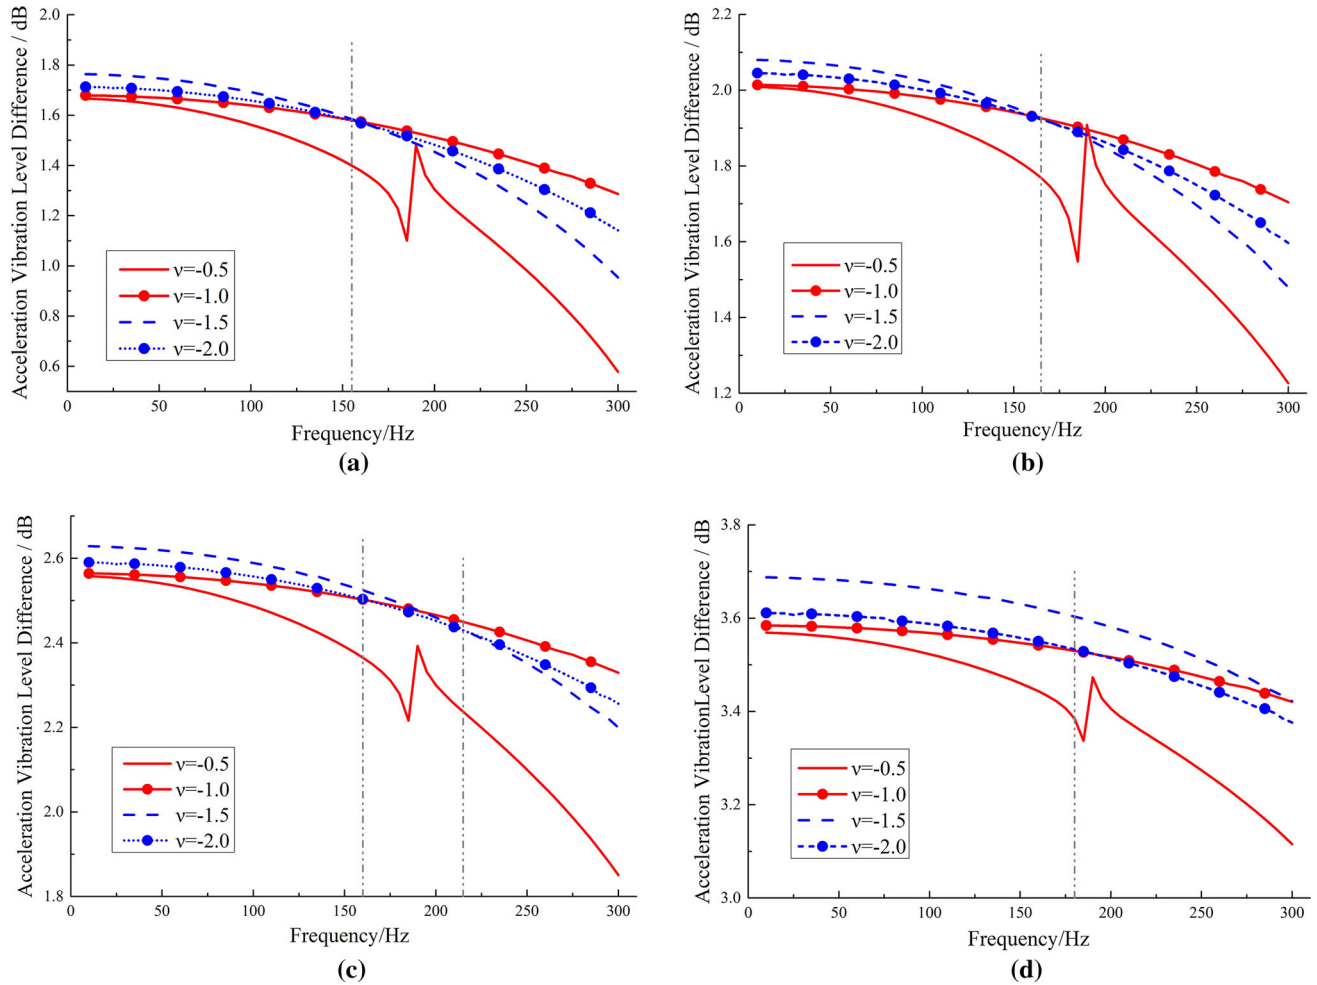 Acceleration Vibration Level Difference / dB
2.0
1.8
1.6
1.4
1.2
1.0
0.8
0.6
ν=-0.5
ν=-1.0
ν=-1.5
ν=-2.0
0 50 100 150 200 250 300
Frequency/Hz
(a)
Acceleration Vibration Level Difference / dB
2.2
2.0
1.8
1.6
1.4
1.2
ν=-0.5
ν=-1.0
ν=-1.5
ν=-2.0
0 50 100 150 200 250 300
Frequency/Hz
(b)
Acceleration Vibration Level Difference / dB
2.6
2.4
2.2
2.0
1.8
ν=-0.5
ν=-1.0
ν=-1.5
ν=-2.0
0 50 100 150 200 250 300
Frequency/Hz
(c)
Acceleration VibrationLevel Difference / dB
3.8
3.6
3.4
3.2
3.0
ν=-0.5
ν=-1.0
ν=-1.5
ν=-2.0
0 50 100 150 200 250 300
Frequency/Hz
(d)